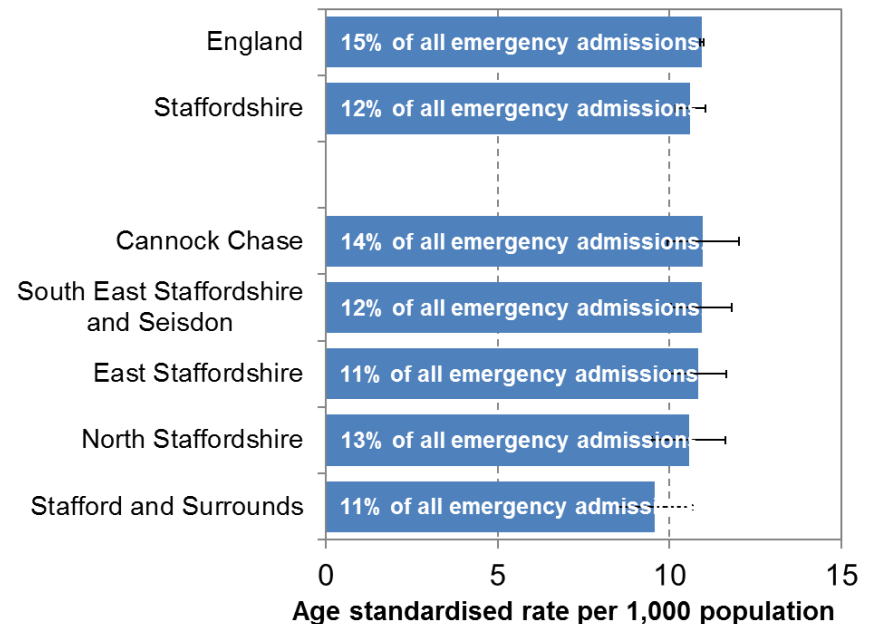 England
15% of all emergency admissions
Staffordshire
12% of all emergency admissions
Cannock Chase
14% of all emergency admissions
South East Staffordshire
and Seisdon
12% of all emergency admissions
East Staffordshire
11% of all emergency admissions
North Staffordshire
13% of all emergency admissions
Stafford and Surrounds
11% of all emergency admissi
0 5 10 15
Age standardised rate per 1,000 population